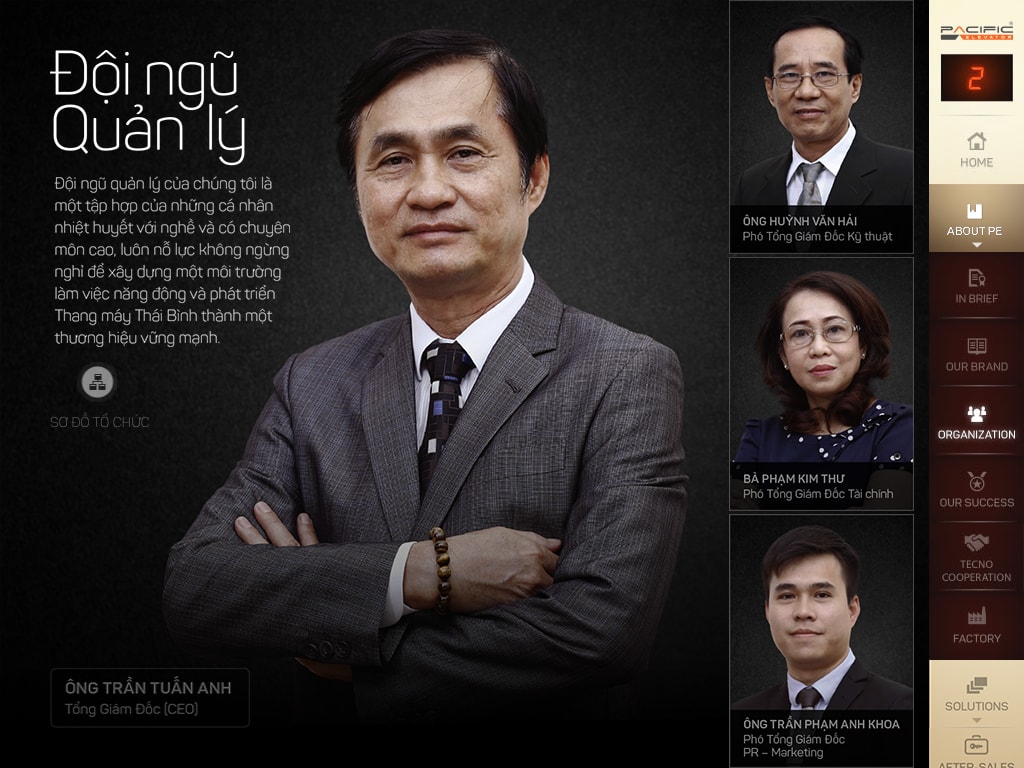 Đội ngũ
Quản lý
Đội ngũ quản lý của chúng tôi là
một tập hợp của những cá nhân
nhiệt huyết với nghề và có chuyên
môn cao, luôn nỗ lực không ngừng
nghỉ để xây dựng một môi trường
làm việc năng động và phát triển
Thang máy Thái Bình thành một
thương hiệu vững mạnh.
SƠ ĐỒ TỔ CHỨC
ÔNG TRẦN TUẤN ANH
Tổng Giám Đốc (CEO)
ÔNG HUỲNH VĂN HẢI
Phó Tổng Giám Đốc Kỹ thuật
BÀ PHẠM KIM THƯ
Phó Tổng Giám Đốc Tài chính
ÔNG TRẦN PHẠM ANH KHOA
Phó Tổng Giám Đốc
PR – Marketing
PACIFIC®
ELEVATOR
2
HOME
ABOUT PE
IN BRIEF
OUR BRAND
ORGANIZATION
OUR SUCCESS
TECNO
COOPERATION
FACTORY
SOLUTIONS
AFTER-SALES